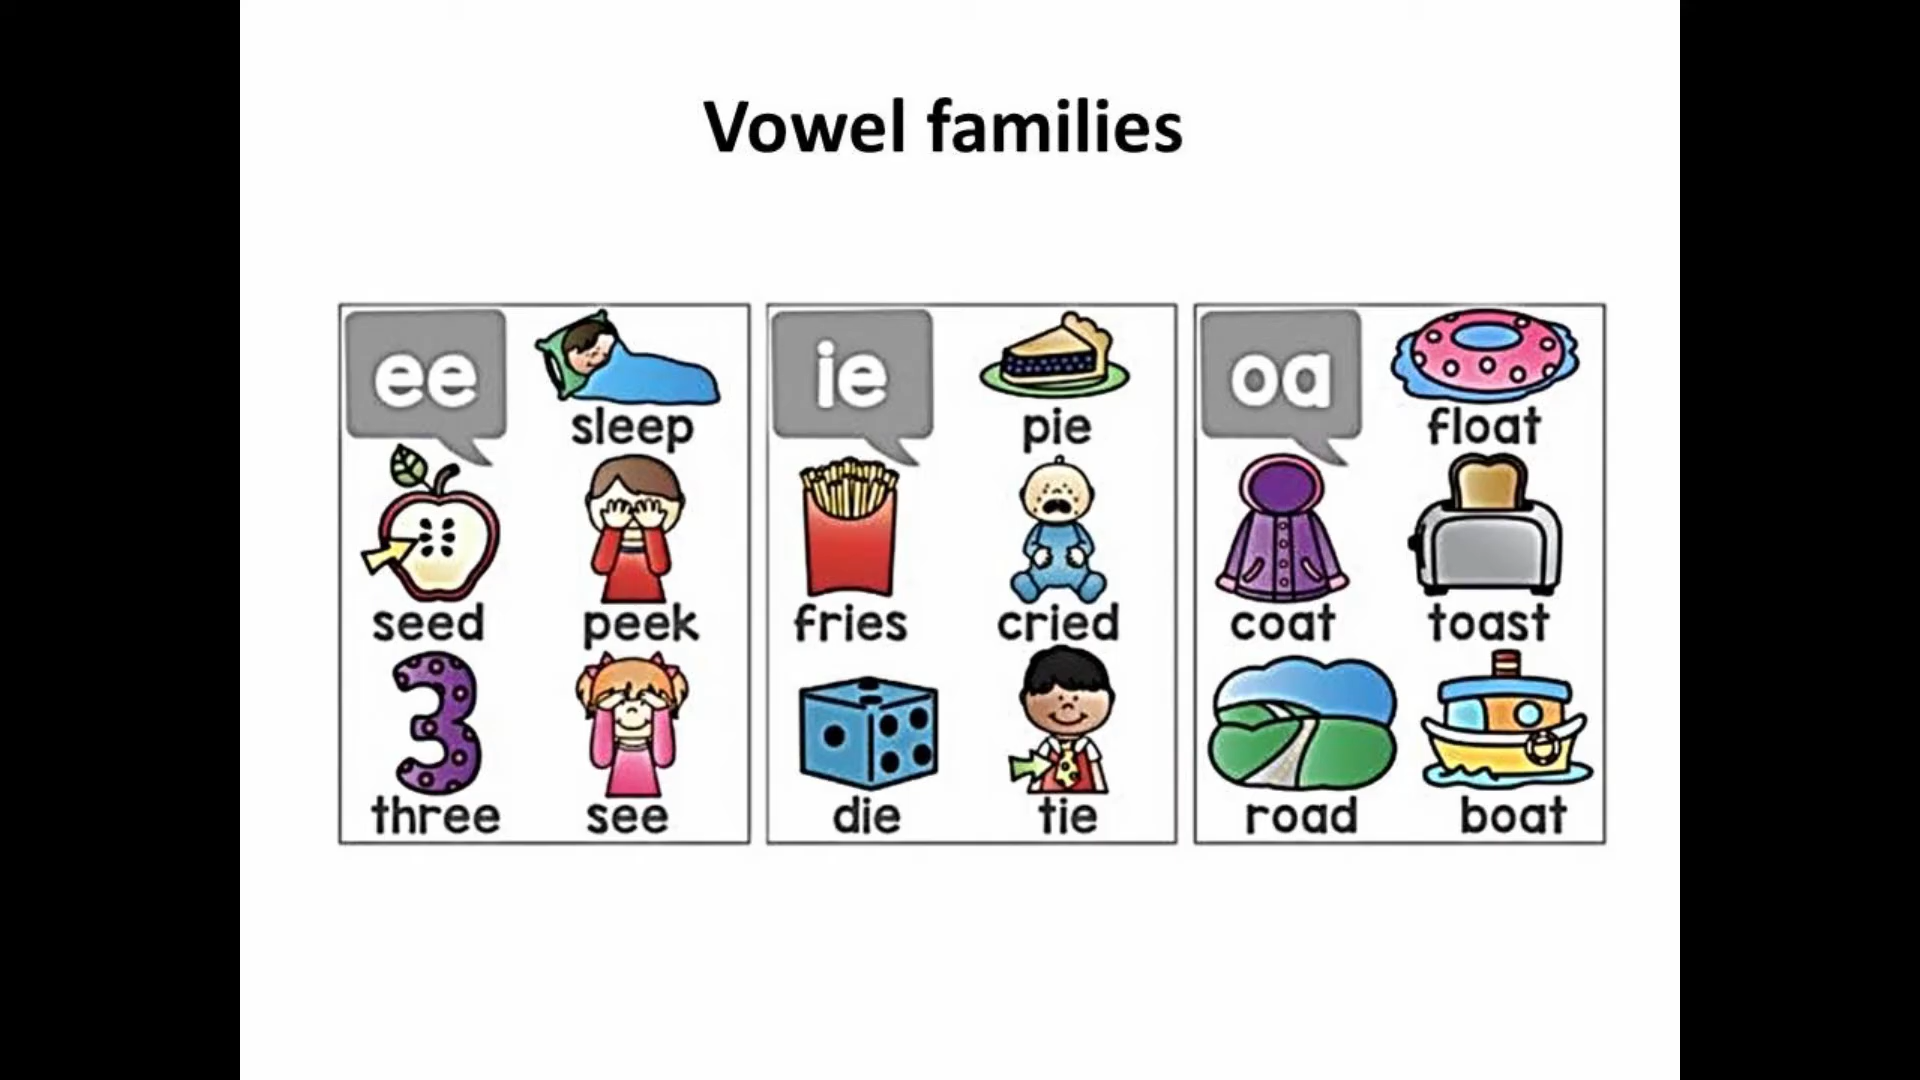 Vowel families
ee
sleep
seed
peek
three
see
ie
pie
fries
cried
die
tie
oa
float
coat
toast
road
boat